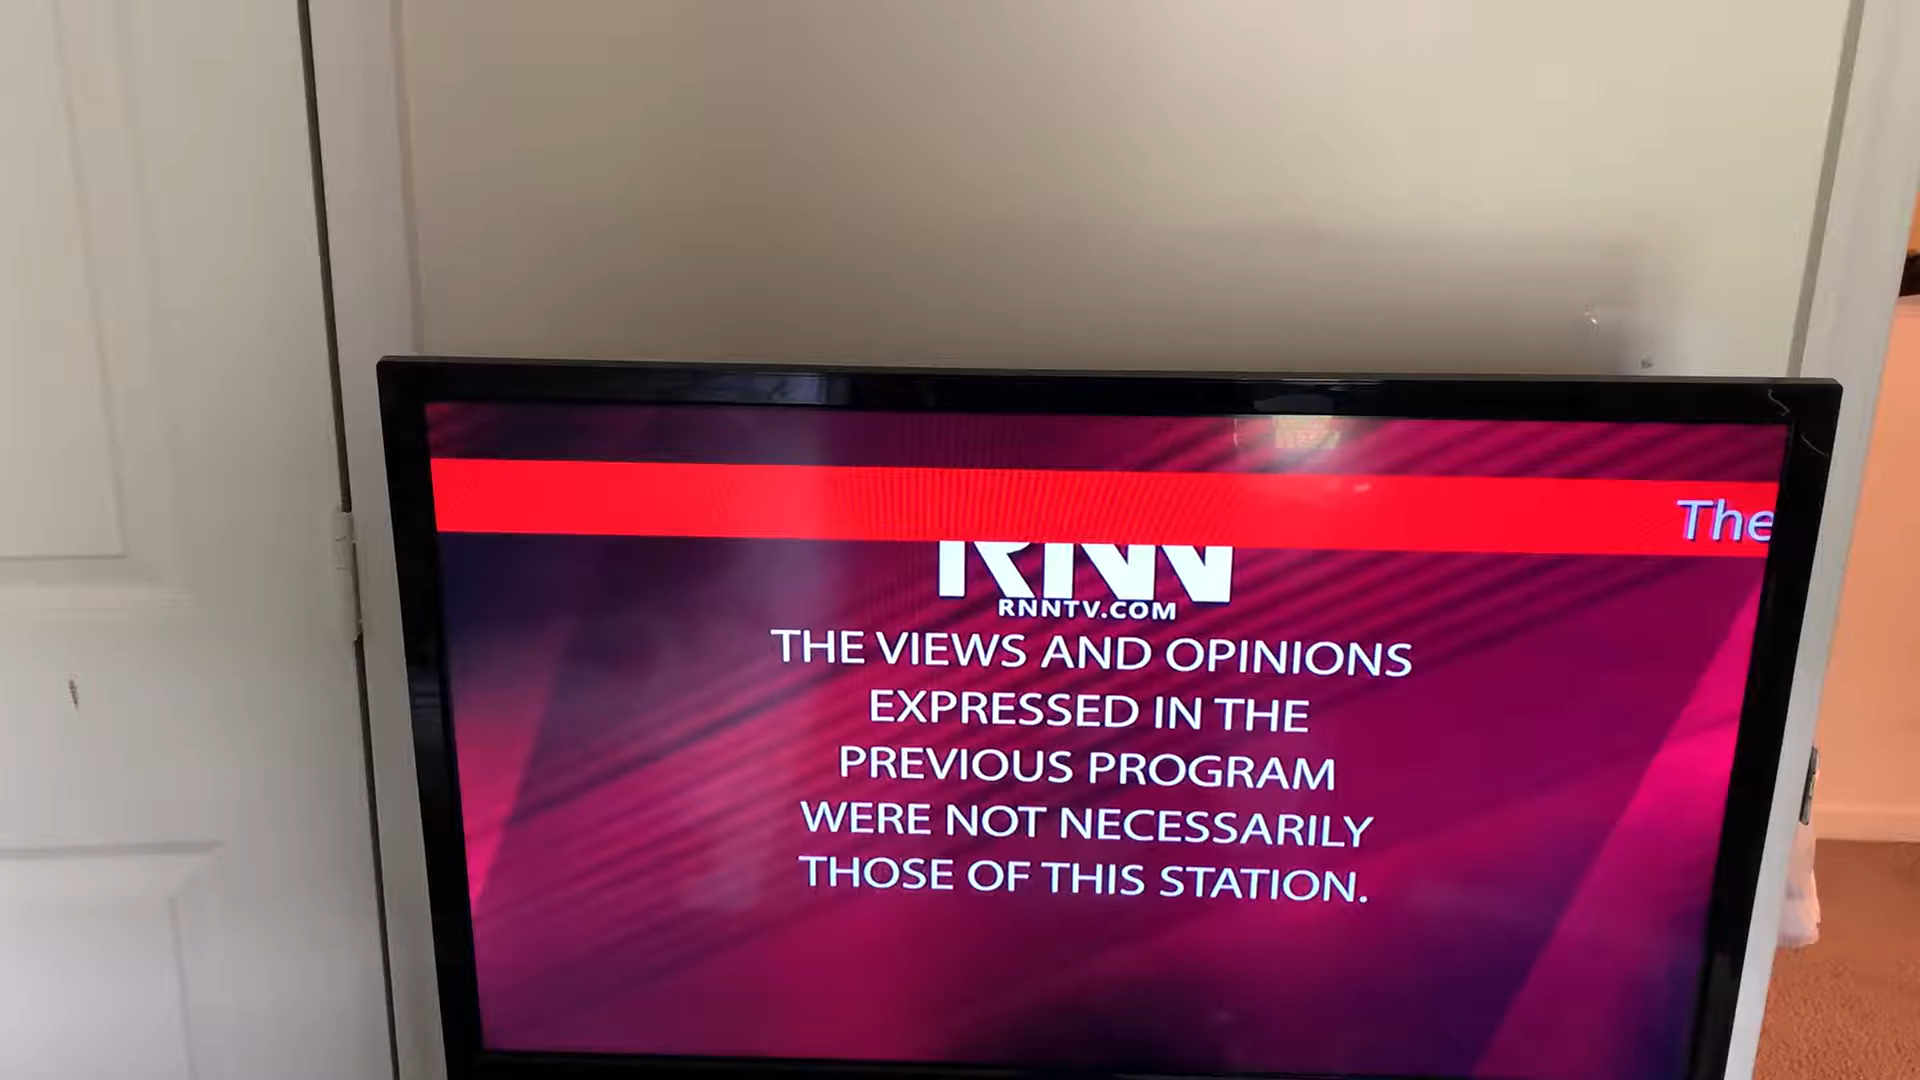 The
RNN
RNNTV.COM
THE VIEWS AND OPINIONS
EXPRESSED IN THE
PREVIOUS PROGRAM
WERE NOT NECESSARILY
THOSE OF THIS STATION.